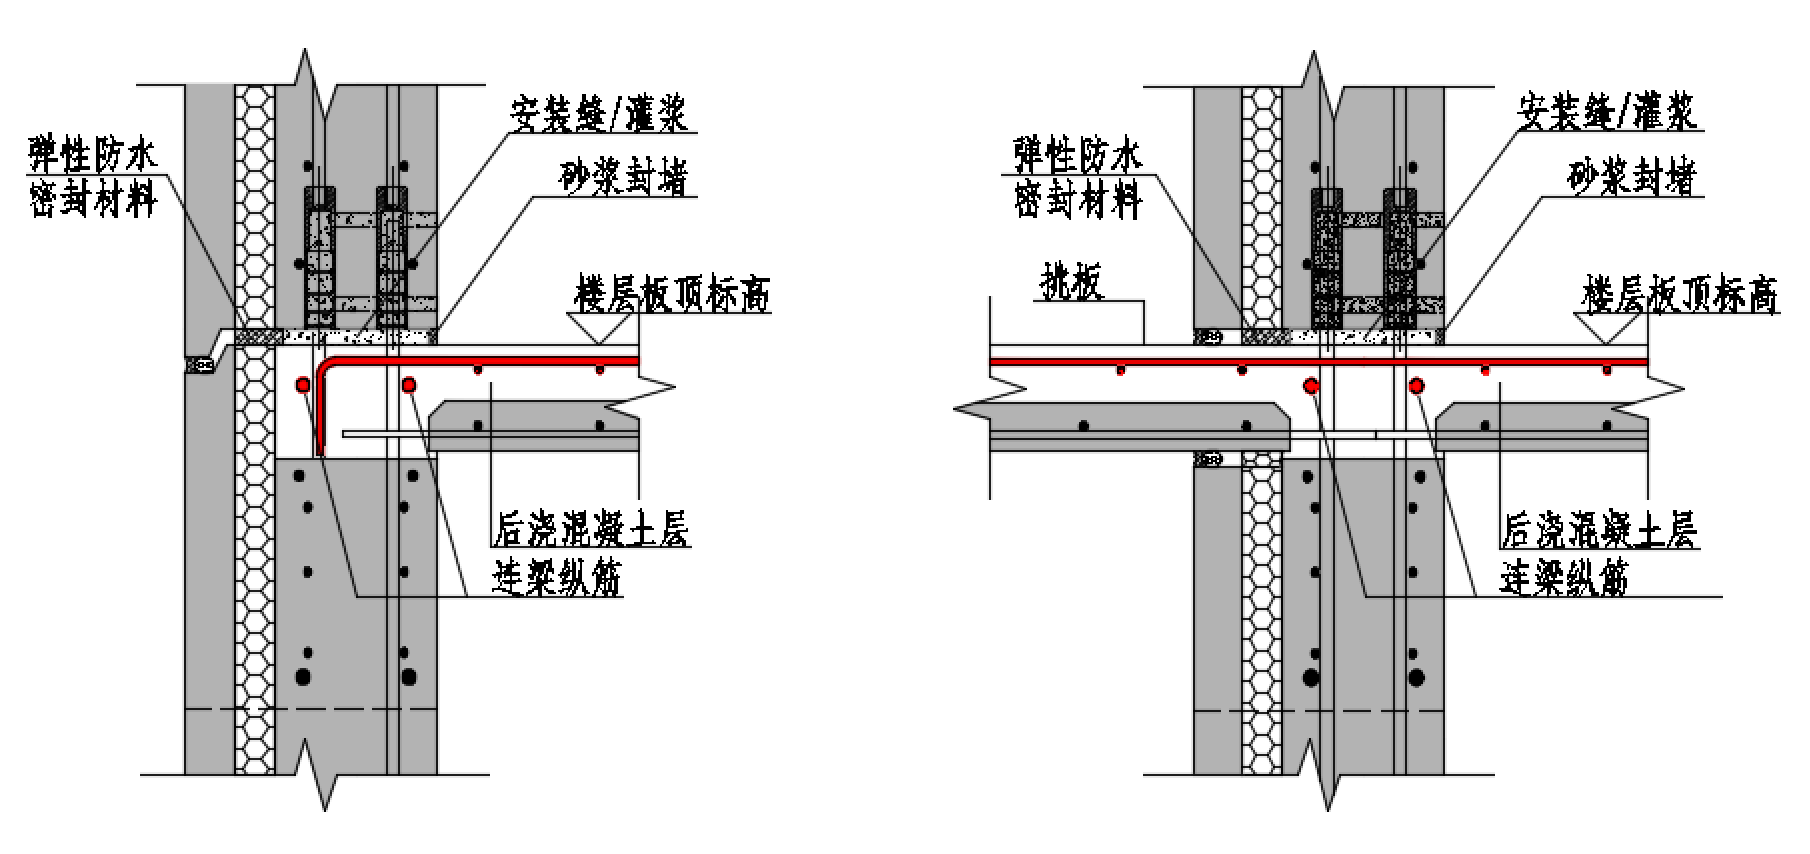 安装缝/灌浆
弹性防水
密封材料
砂浆封堵
楼层板顶标高
后浇混凝土层
连梁纵筋
安装缝/灌浆
弹性防水
密封材料
砂浆封堵
挑板
楼层板顶标高
后浇混凝土层
连梁纵筋